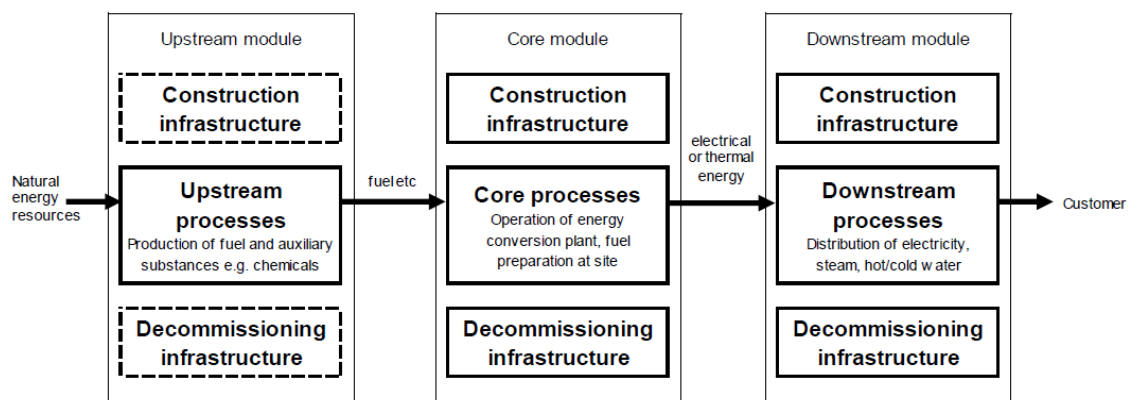 Upstream module
Construction
infrastructure
Natural
energy
resources
Upstream
processes
Production of fuel and auxiliary
substances e.g. chemicals
Decommissioning
infrastructure
fuel etc
Core module
Construction
infrastructure
Core processes
Operation of energy
conversion plant, fuel
preparation at site
Decommissioning
infrastructure
electrical
or thermal
energy
Downstream module
Construction
infrastructure
Downstream
processes
Distribution of electricity,
steam, hot/cold water
Decommissioning
infrastructure
Customer